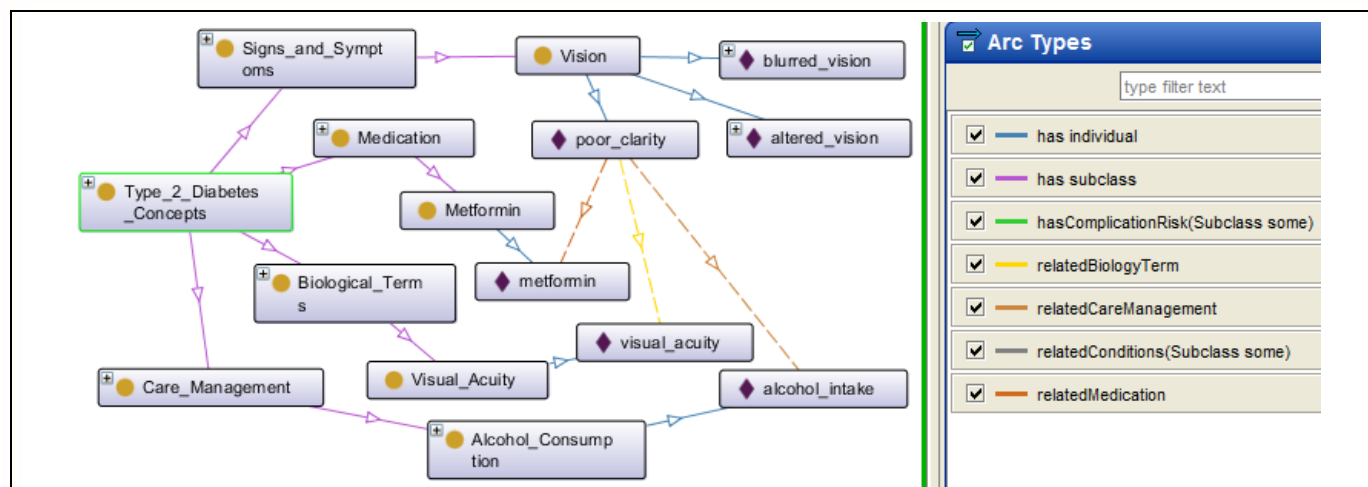 Signs_and_Sympt
oms
Vision
blurred_vision
Medication
poor_clarity
altered_vision
Type_2_Diabetes
_Concepts
Metformin
Biological_Term
s
metformin
visual_acuity
Care_Management
Visual_Acuity
alcohol_intake
Alcohol_Consump
tion
Arc Types
type filter text
has individual
has subclass
hasComplicationRisk(Subclass some)
relatedBiologyTerm
relatedCareManagement
relatedConditions(Subclass some)
relatedMedication